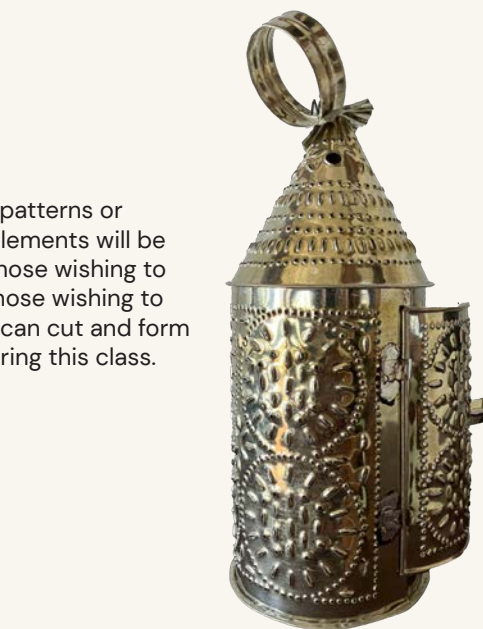 patterns or
lements will be
hose wishing to
hose wishing to
can cut and form
ring this class.